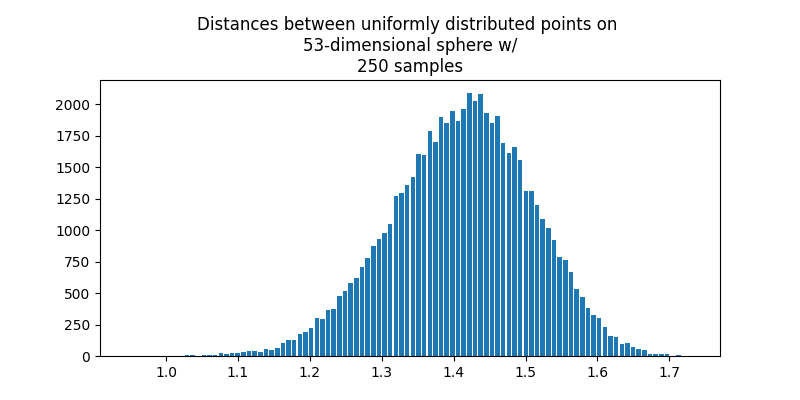 Distances between uniformly distributed points on
53-dimensional sphere w/
250 samples
2000
1750
1500
1250
1000
750
500
250
0
1.0 1.1 1.2 1.3 1.4 1.5 1.6 1.7